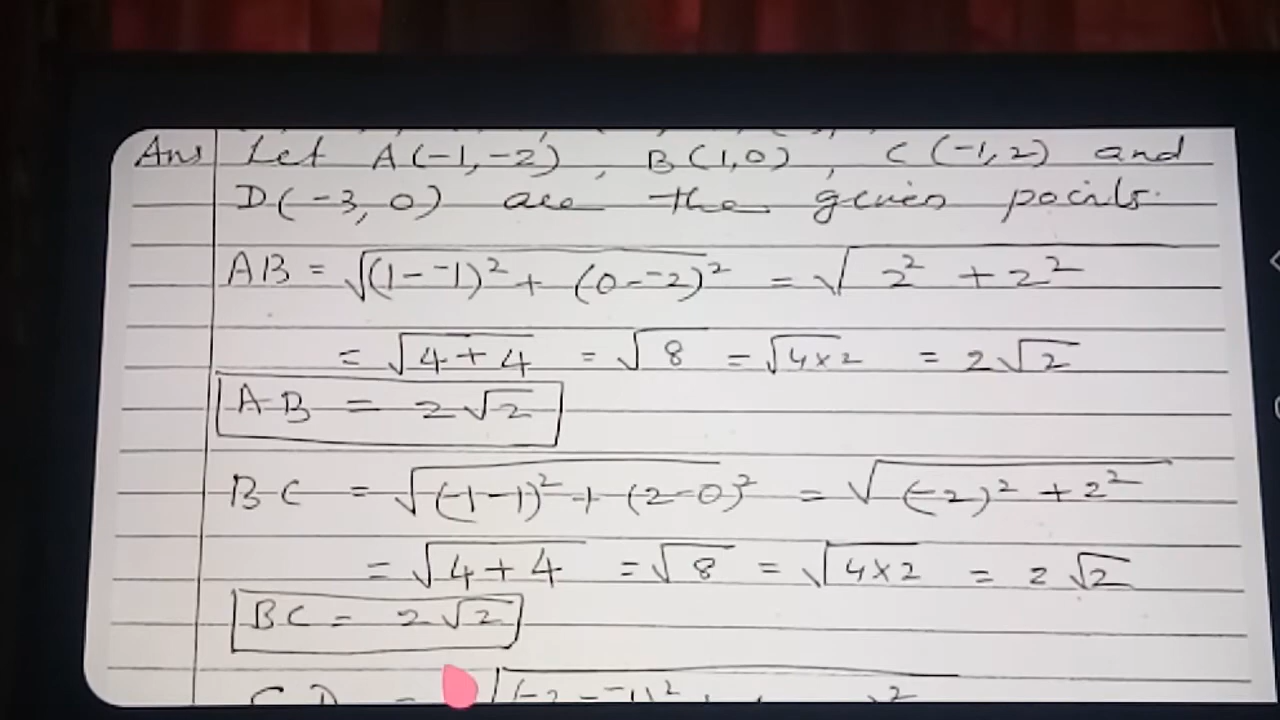 Ans Let A(-1,-2), B(1,0), C(-1,2) and
D(-3,0) are the given points.
AB = √(1--1)² + (0--2)² = √2² + 2²
= √4+4 = √8 = √4×2 = 2√2
AB = 2√2
BC = √(-1-1)² + (2-0)² = √(-2)² + 2²
= √4+4 = √8 = √4×2 = 2√2
BC = 2√2
CD =